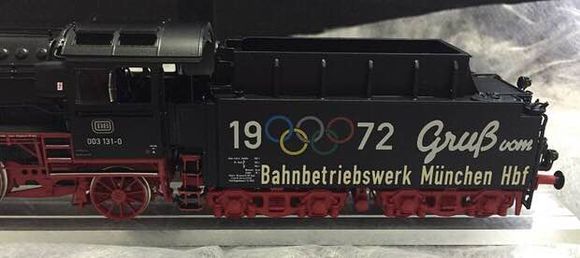 DB
003 131-0
1972
Gruß vom
Bahnbetriebswerk München Hbf